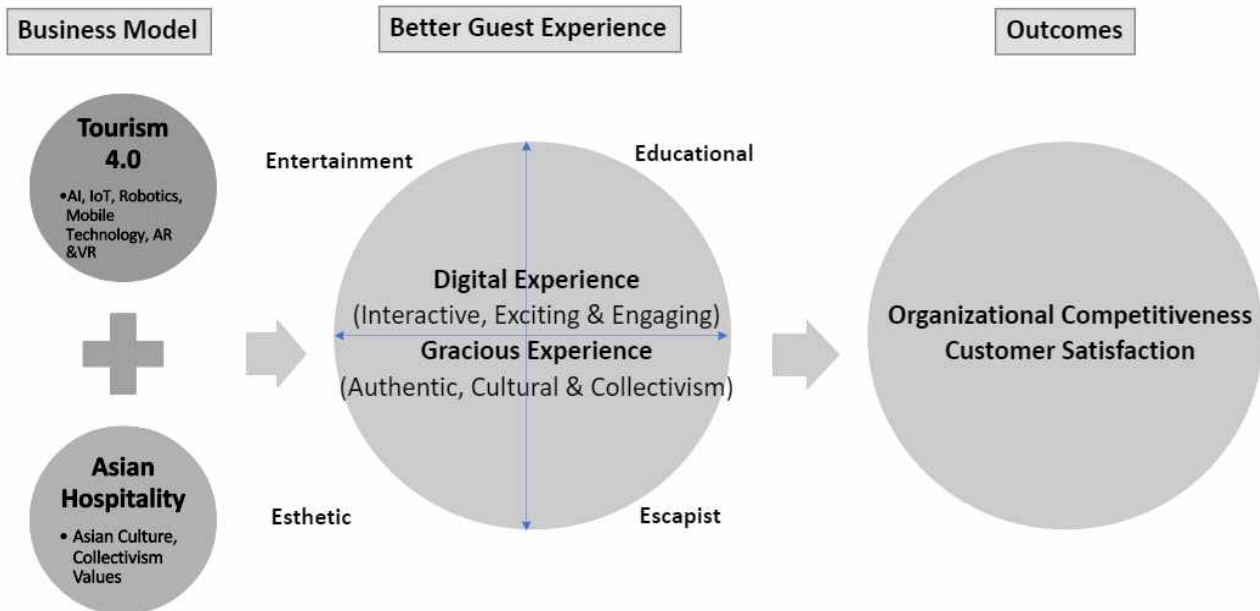 Business Model
Better Guest Experience
Outcomes
Tourism
4.0
•AI, IoT, Robotics,
Mobile
Technology, AR
&VR
Asian
Hospitality
• Asian Culture,
Collectivism
Values
Entertainment
Educational
Digital Experience
(Interactive, Exciting & Engaging)
Gracious Experience
(Authentic, Cultural & Collectivism)
Esthetic
Escapist
Organizational Competitiveness
Customer Satisfaction